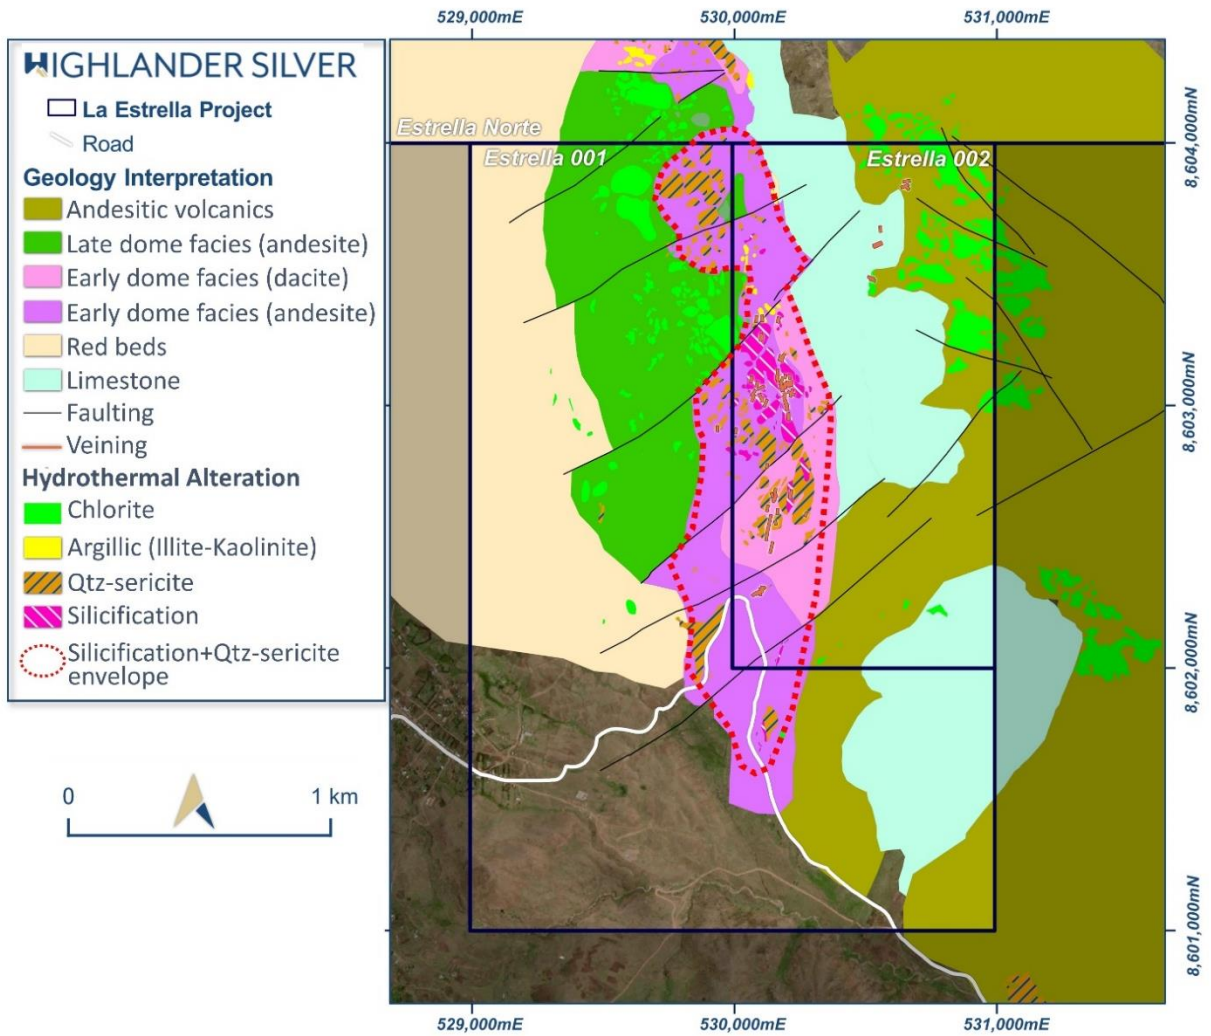 529,000mE
530,000mE
531,000mE
HIGHLANDER SILVER
La Estrella Project
Road
Geology Interpretation
Andesitic volcanics
Late dome facies (andesite)
Early dome facies (dacite)
Early dome facies (andesite)
Red beds
Limestone
Faulting
Veining
Hydrothermal Alteration
Chlorite
Argillic (Illite-Kaolinite)
Qtz-sericite
Silicification
Silicification+Qtz-sericite
envelope
0
1 km
Estrella Norte
Estrella 001
Estrella 002
8,604,000mN
8,603,000mN
8,602,000mN
8,601,000mN
529,000mE
530,000mE
531,000mE